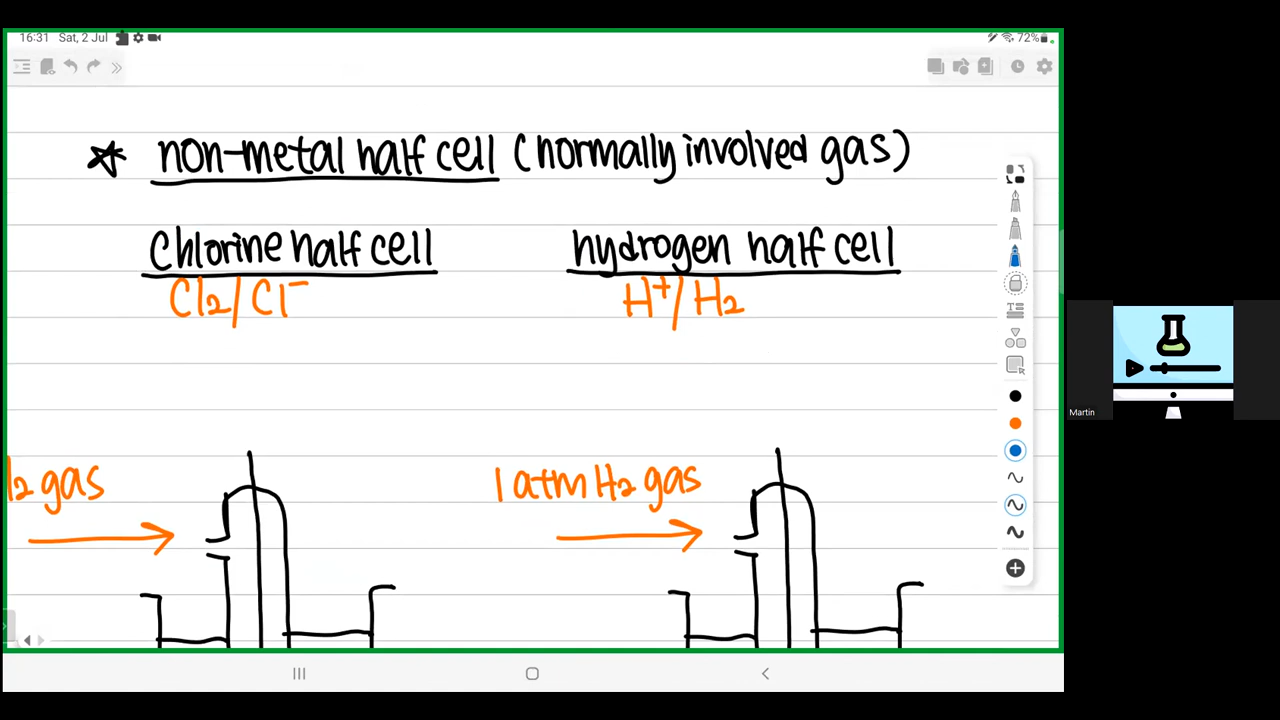 16:31 Sat, 2 Jul
72%
☆ non-metal half cell (normally involved gas)
Chlorine half cell
hydrogen half cell
Cl₂/Cl⁻
H⁺/H₂
l₂ gas
1 atm H₂ gas
Martin